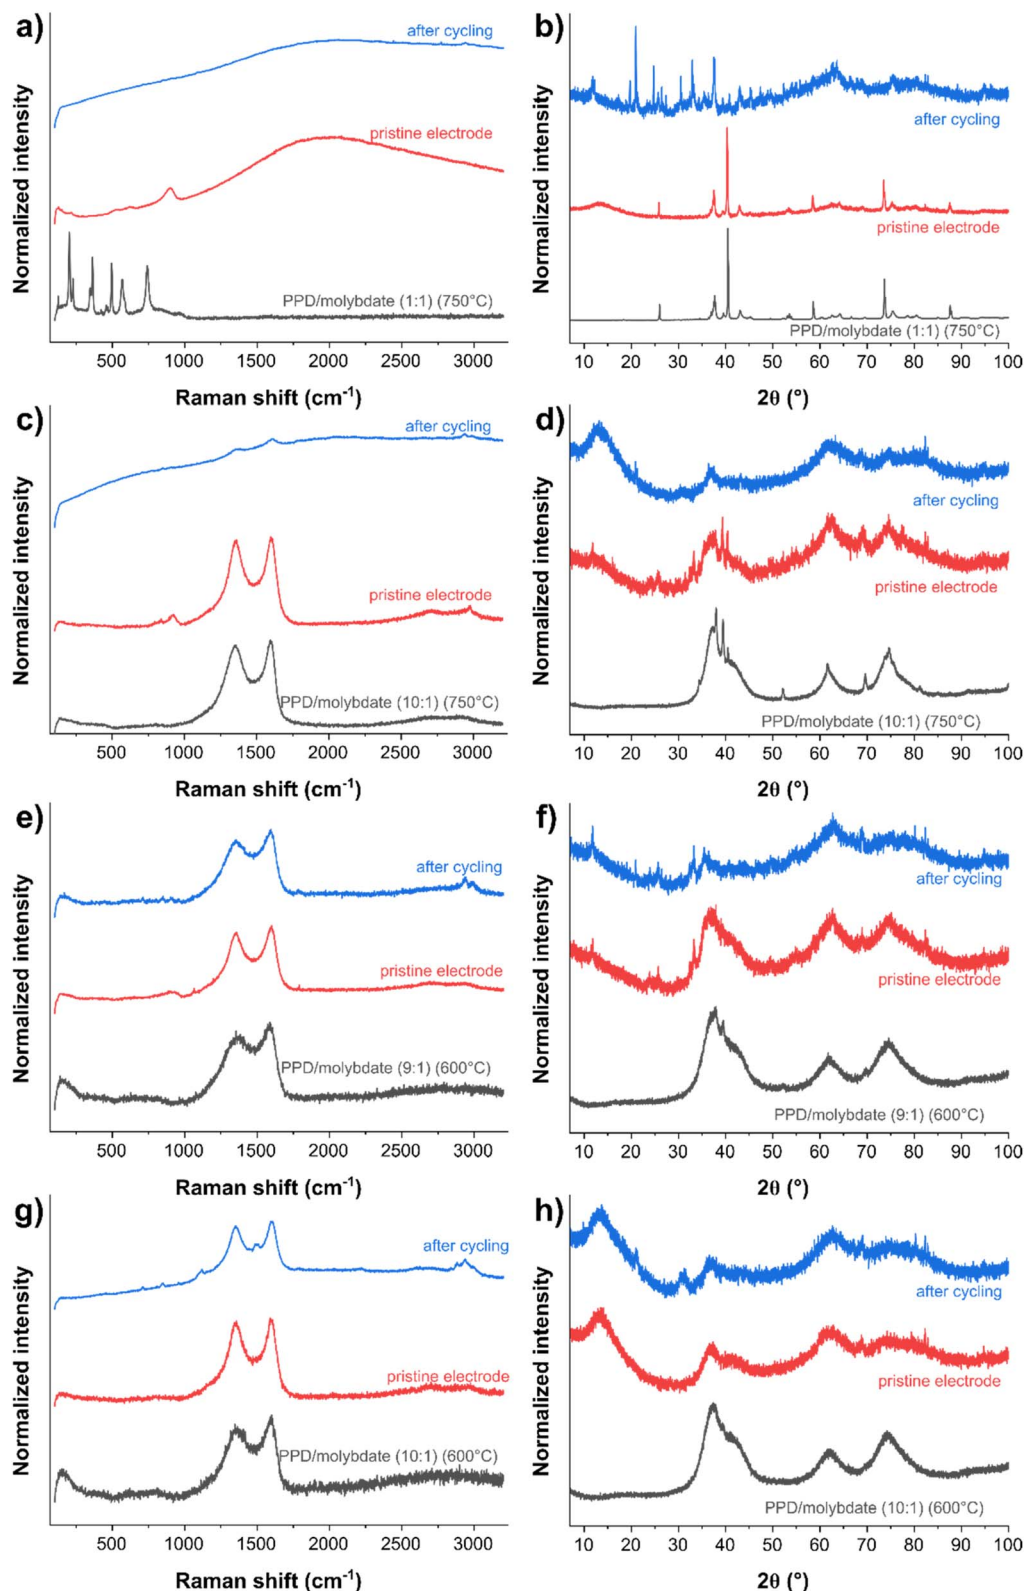 a)
after cycling
pristine electrode
PPD/molybdate (1:1) (750°C)
Normalized intensity
500 1000 1500 2000 2500 3000
Raman shift (cm⁻¹)
b)
after cycling
pristine electrode
PPD/molybdate (1:1) (750°C)
Normalized intensity
10 20 30 40 50 60 70 80 90 100
2θ (°)
c)
after cycling
pristine electrode
PPD/molybdate (10:1) (750°C)
Normalized intensity
500 1000 1500 2000 2500 3000
Raman shift (cm⁻¹)
d)
after cycling
pristine electrode
PPD/molybdate (10:1) (750°C)
Normalized intensity
10 20 30 40 50 60 70 80 90 100
2θ (°)
e)
after cycling
pristine electrode
PPD/molybdate (9:1) (600°C)
Normalized intensity
500 1000 1500 2000 2500 3000
Raman shift (cm⁻¹)
f)
after cycling
pristine electrode
PPD/molybdate (9:1) (600°C)
Normalized intensity
10 20 30 40 50 60 70 80 90 100
2θ (°)
g)
after cycling
pristine electrode
PPD/molybdate (10:1) (600°C)
Normalized intensity
500 1000 1500 2000 2500 3000
Raman shift (cm⁻¹)
h)
after cycling
pristine electrode
PPD/molybdate (10:1) (600°C)
Normalized intensity
10 20 30 40 50 60 70 80 90 100
2θ (°)